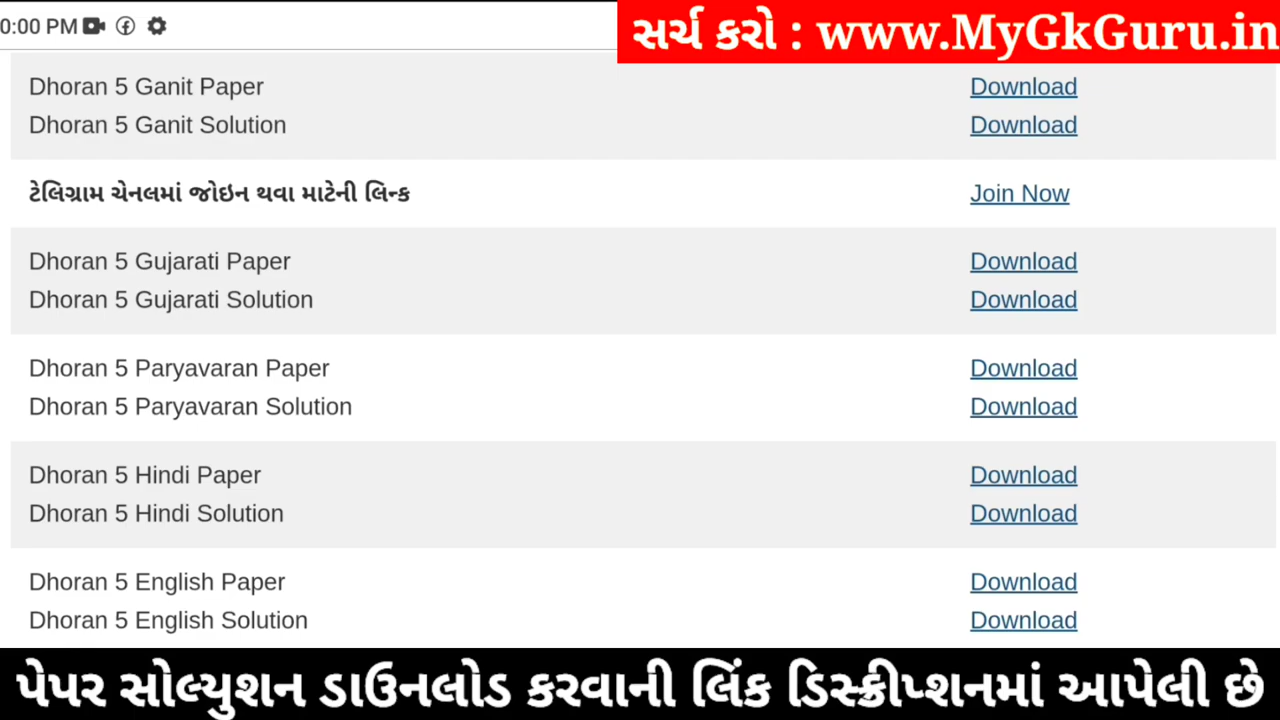 0:00 PM
સર્ચ કરો : www.MyGkGuru.in
Dhoran 5 Ganit Paper Download
Dhoran 5 Ganit Solution Download
ટેલિગ્રામ ચેનલમાં જોઇન થવા માટેની લિન્ક Join Now
Dhoran 5 Gujarati Paper Download
Dhoran 5 Gujarati Solution Download
Dhoran 5 Paryavaran Paper Download
Dhoran 5 Paryavaran Solution Download
Dhoran 5 Hindi Paper Download
Dhoran 5 Hindi Solution Download
Dhoran 5 English Paper Download
Dhoran 5 English Solution Download
પેપર સોલ્યુશન ડાઉનલોડ કરવાની લિંક ડિસ્ક્રીપ્શનમાં આપેલી છે